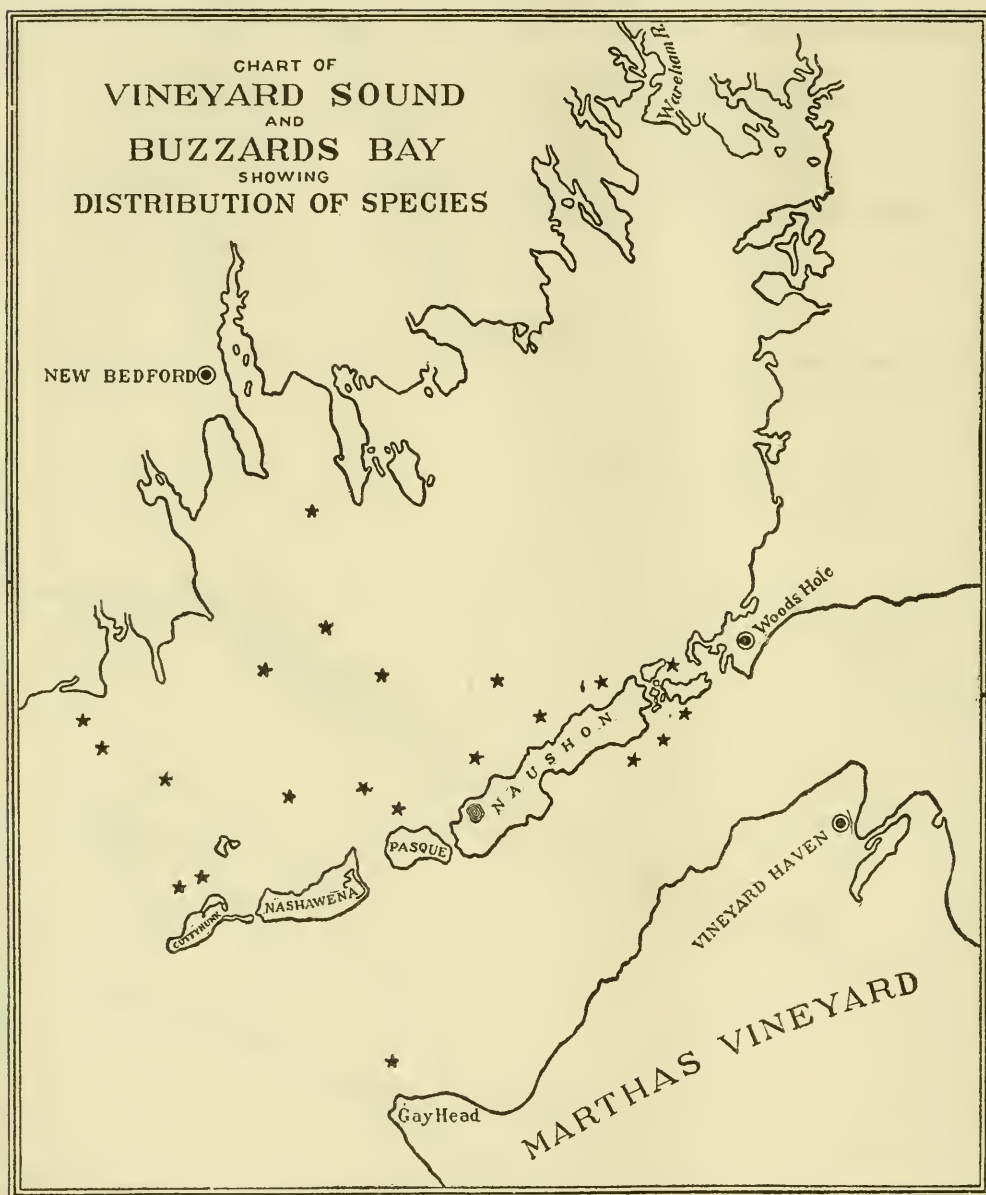 CHART OF
VINEYARD SOUND
AND
BUZZARDS BAY
SHOWING
DISTRIBUTION OF SPECIES
Wareham R.
NEW BEDFORD
Woods Hole
NAUSHON
PASQUE
NASHAWENA
CUTTYHUNK
VINEYARD HAVEN
MARTHAS VINEYARD
Gay Head